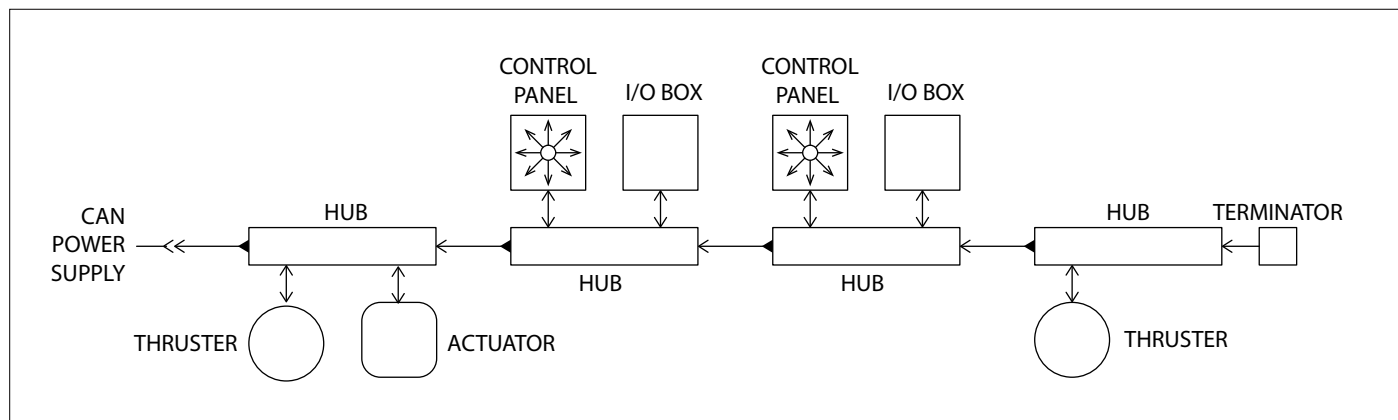 CONTROL
PANEL
I/O BOX
CONTROL
PANEL
I/O BOX
CAN
POWER
SUPPLY
HUB
HUB
HUB
HUB
TERMINATOR
THRUSTER
ACTUATOR
THRUSTER